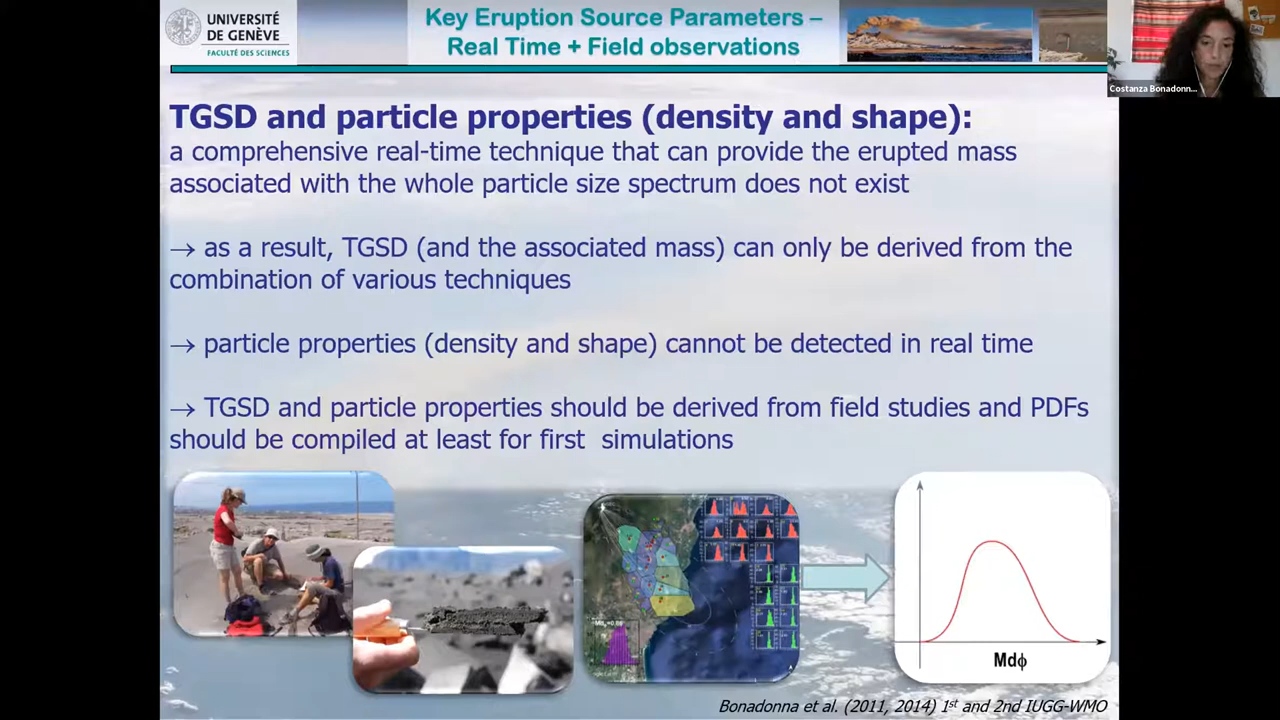 UNIVERSITÉ
DE GENÈVE
FACULTÉ DES SCIENCES
Key Eruption Source Parameters –
Real Time + Field observations
Costanza Bonadonn...
TGSD and particle properties (density and shape):
a comprehensive real-time technique that can provide the erupted mass
associated with the whole particle size spectrum does not exist
→ as a result, TGSD (and the associated mass) can only be derived from the
combination of various techniques
→ particle properties (density and shape) cannot be detected in real time
→ TGSD and particle properties should be derived from field studies and PDFs
should be compiled at least for first simulations
Mdϕ
Bonadonna et al. (2011, 2014) 1st and 2nd IUGG-WMO